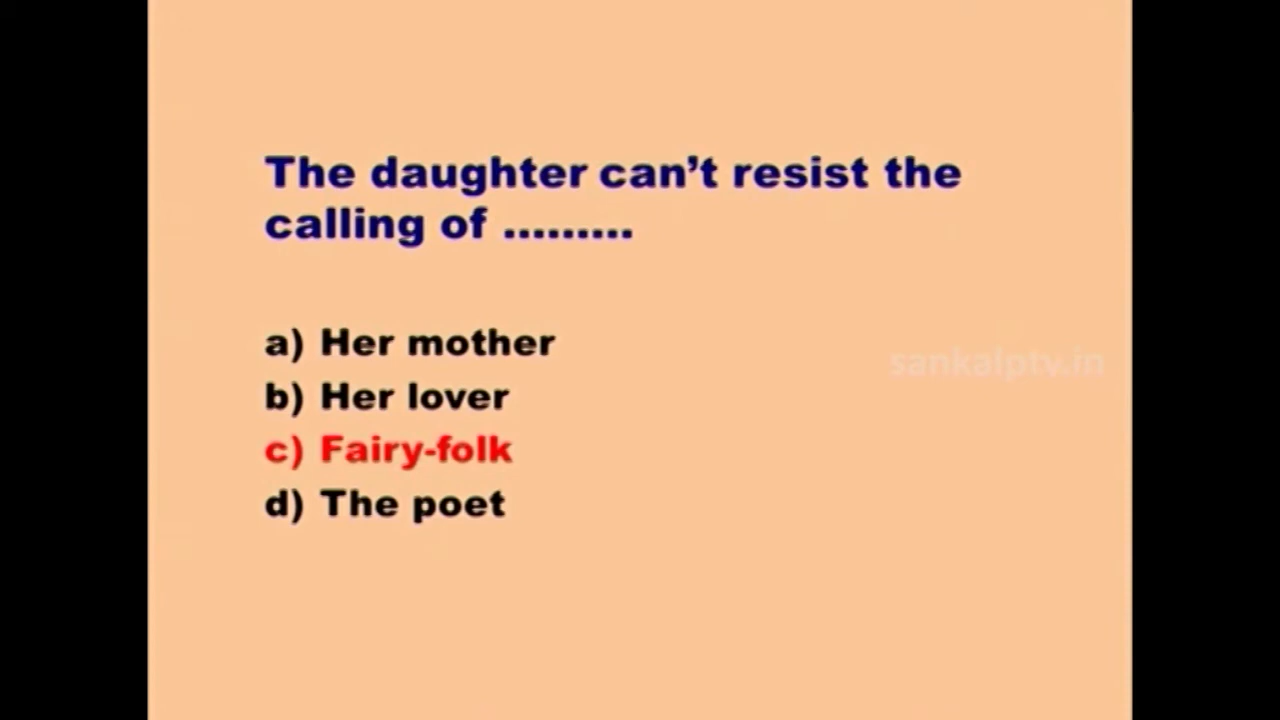 The daughter can't resist the
calling of .........
a) Her mother
b) Her lover
sankalptv.in
c) Fairy-folk
d) The poet